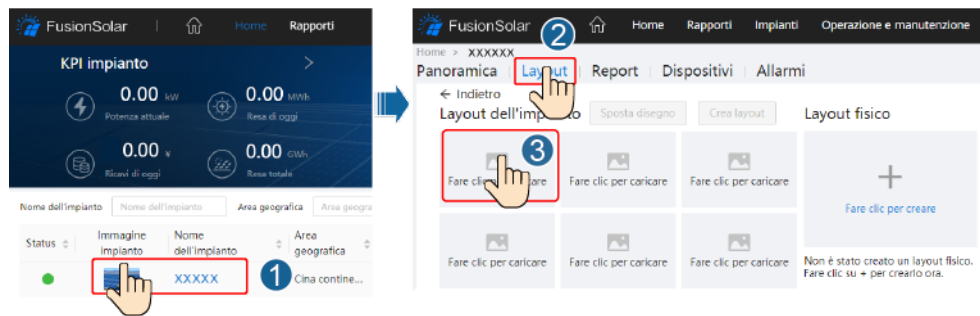 FusionSolar Home Rapporti
KPI impianto >
0.00 kW
Potenza attuale
0.00 MWh
Resa di oggi
0.00 ¥
Ricavi di oggi
0.00 GWh
Resa totale
Nome dell'impianto Nome dell'impianto Area geografica Area geogra
Status Immagine impianto Nome dell'impianto Area geografica
XXXXX 1 Cina contine...
FusionSolar 2 Home Rapporti Impianti Operazione e manutenzione
Home > XXXXXX
Panoramica Layout Report Dispositivi Allarmi
← Indietro
Layout dell'impianto Sposta disegno Crea layout Layout fisico
3
Fare clic per caricare Fare clic per caricare Fare clic per caricare
+
Fare clic per creare
Fare clic per caricare Fare clic per caricare Fare clic per caricare
Non è stato creato un layout fisico.
Fare clic su + per crearlo ora.